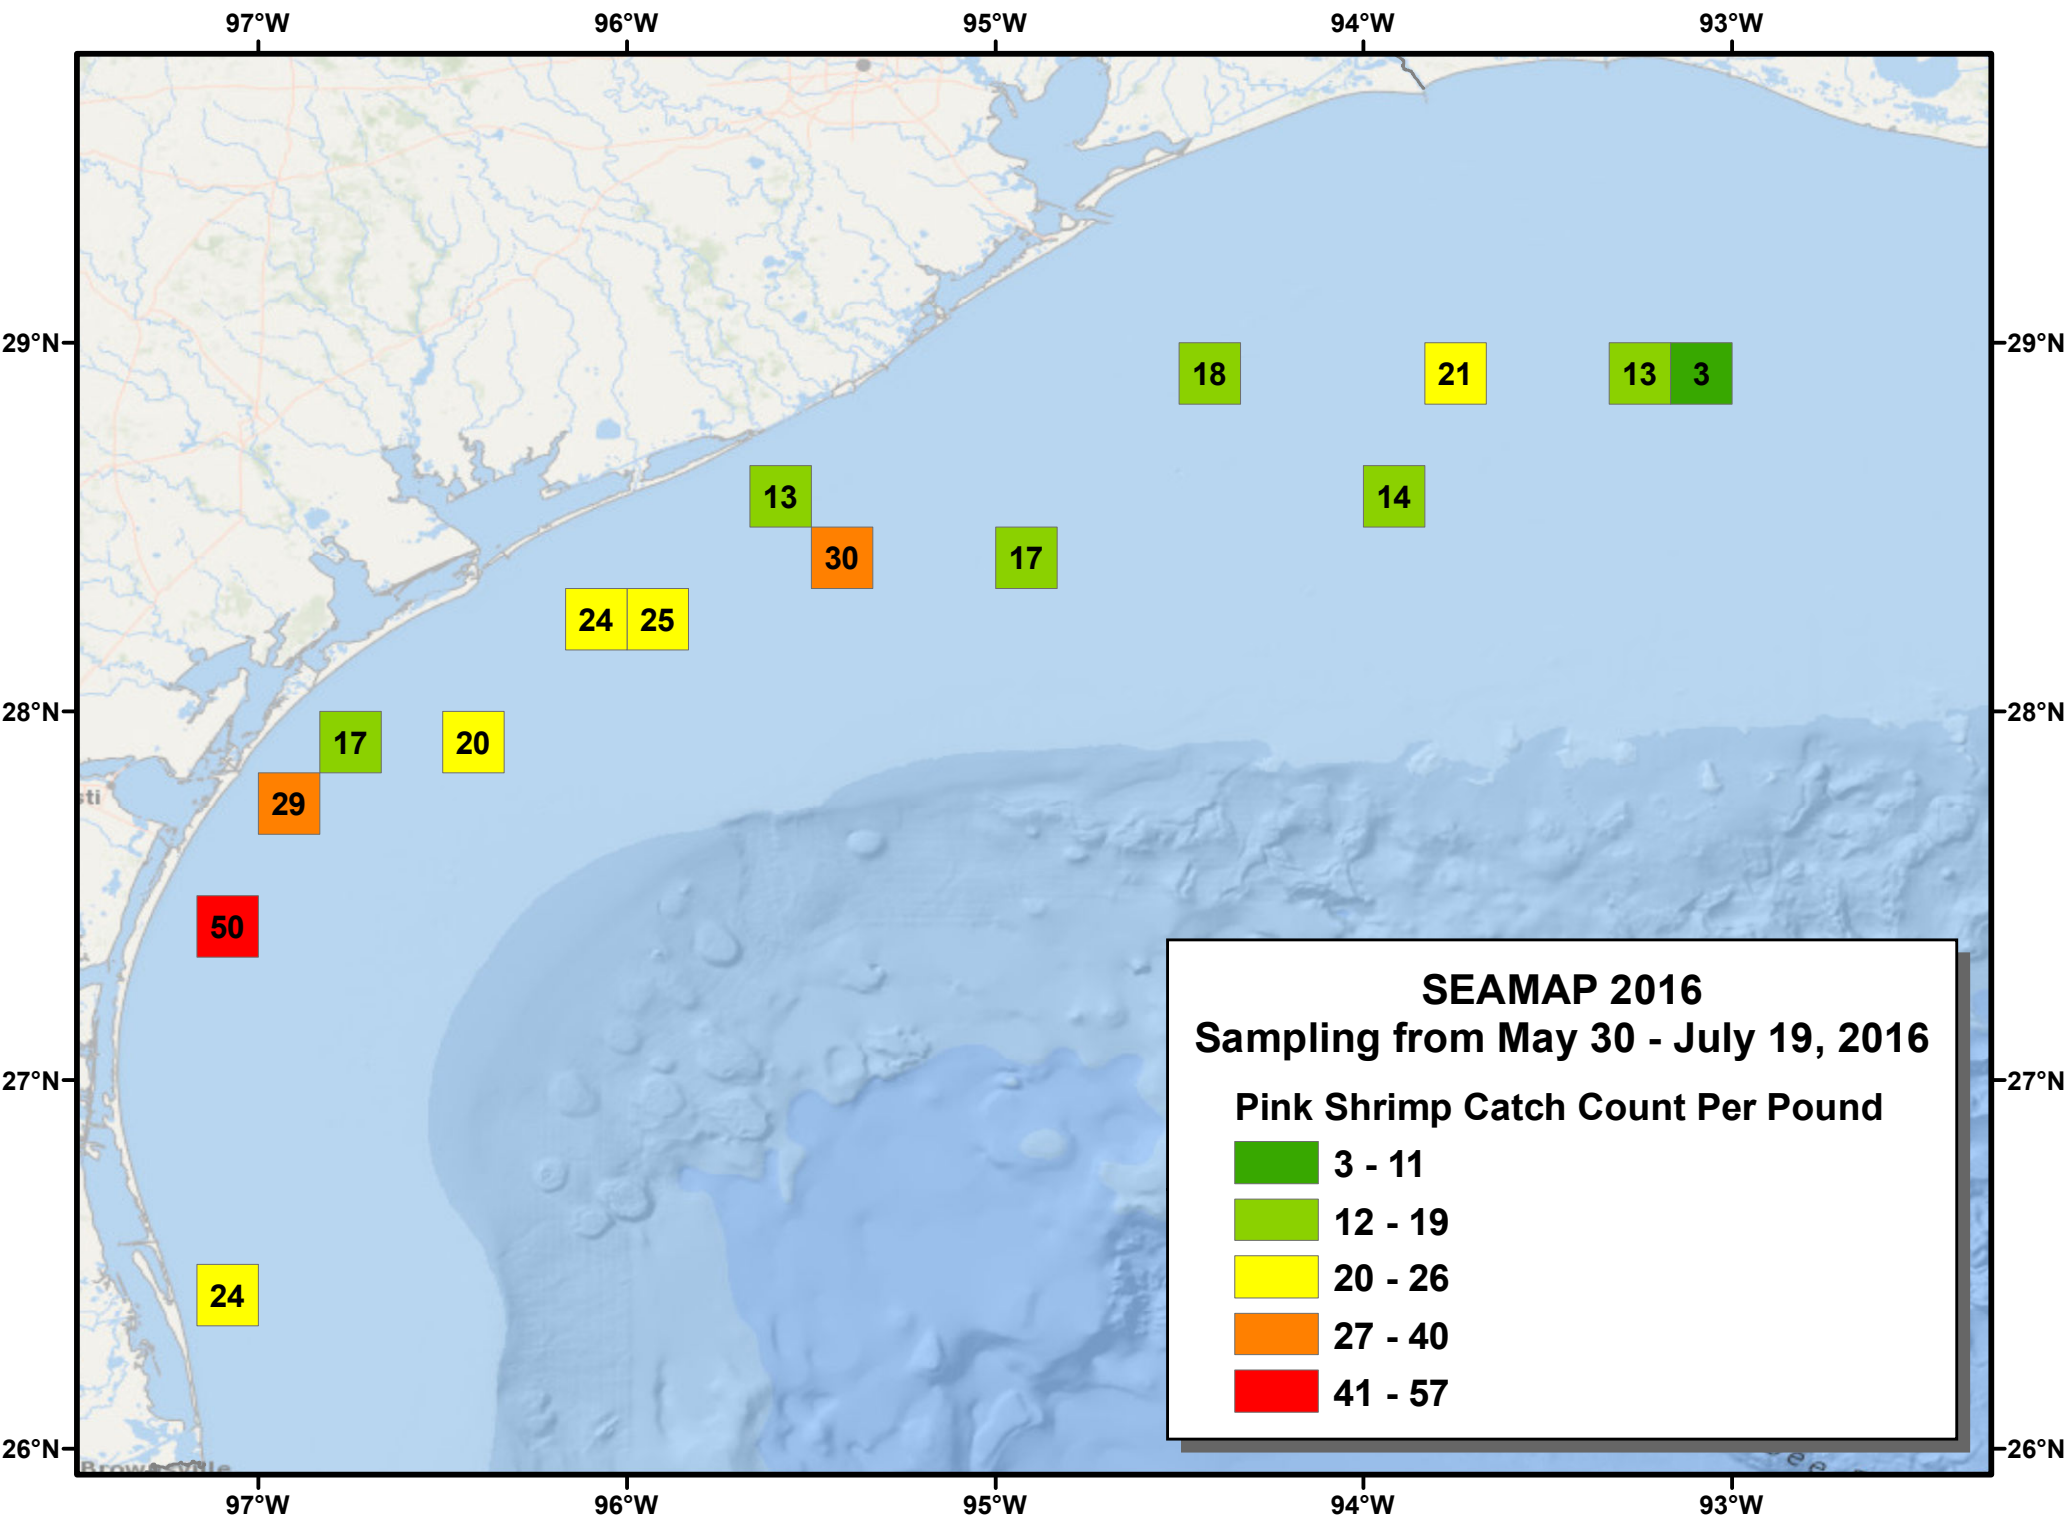 97°W 96°W 95°W 94°W 93°W
29°N 29°N
18 21 13 3
13 14
30 17
24 25
28°N 28°N
17 20
sti
29
50
SEAMAP 2016
Sampling from May 30 - July 19, 2016
27°N 27°N
Pink Shrimp Catch Count Per Pound
3 - 11
12 - 19
20 - 26
24
27 - 40
41 - 57
26°N 26°N
Brownsville
97°W 96°W 95°W 94°W 93°W